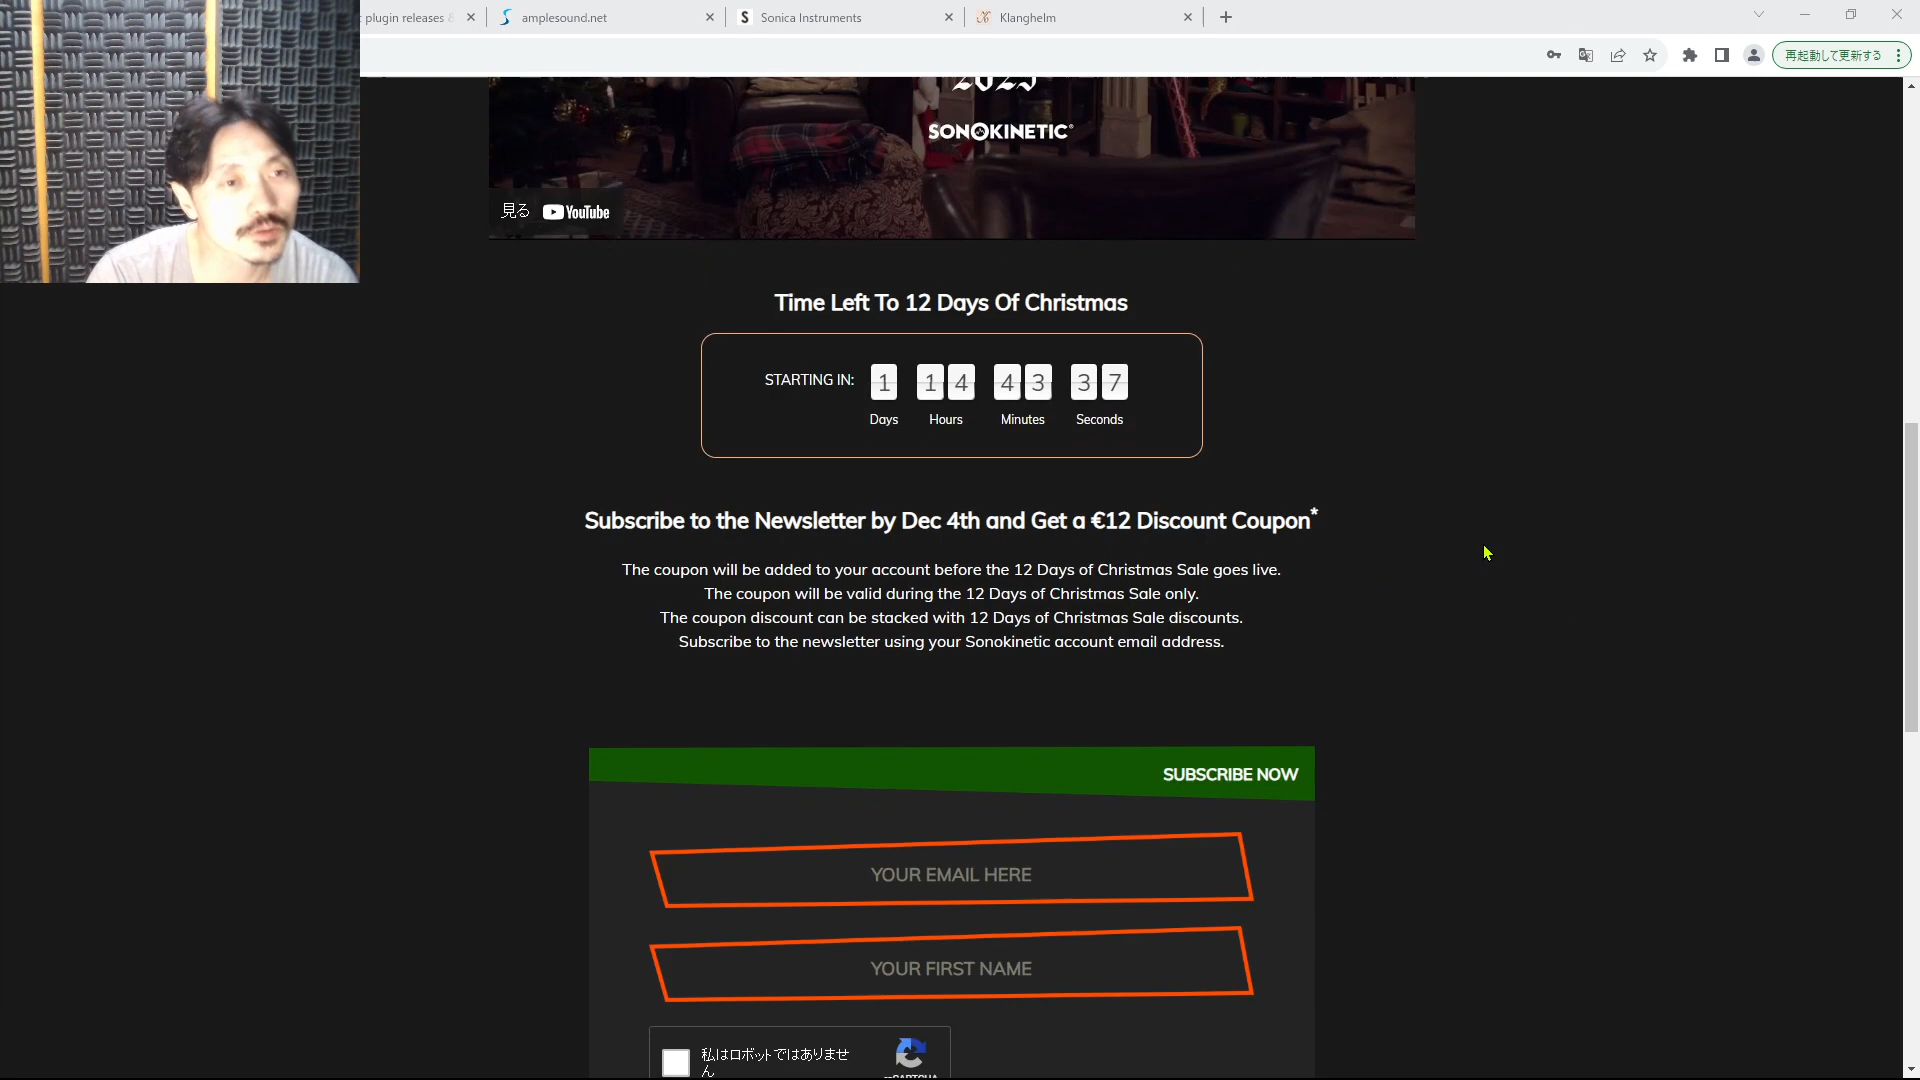 plugin releases &
amplesound.net
Sonica Instruments
Klanghelm
再起動して更新する
2023
SONOKINETIC®
見る YouTube
Time Left To 12 Days Of Christmas
STARTING IN: 1 14 43 37
Days Hours Minutes Seconds
Subscribe to the Newsletter by Dec 4th and Get a €12 Discount Coupon*
The coupon will be added to your account before the 12 Days of Christmas Sale goes live.
The coupon will be valid during the 12 Days of Christmas Sale only.
The coupon discount can be stacked with 12 Days of Christmas Sale discounts.
Subscribe to the newsletter using your Sonokinetic account email address.
SUBSCRIBE NOW
YOUR EMAIL HERE
YOUR FIRST NAME
私はロボットではありませ
ん
reCAPTCHA